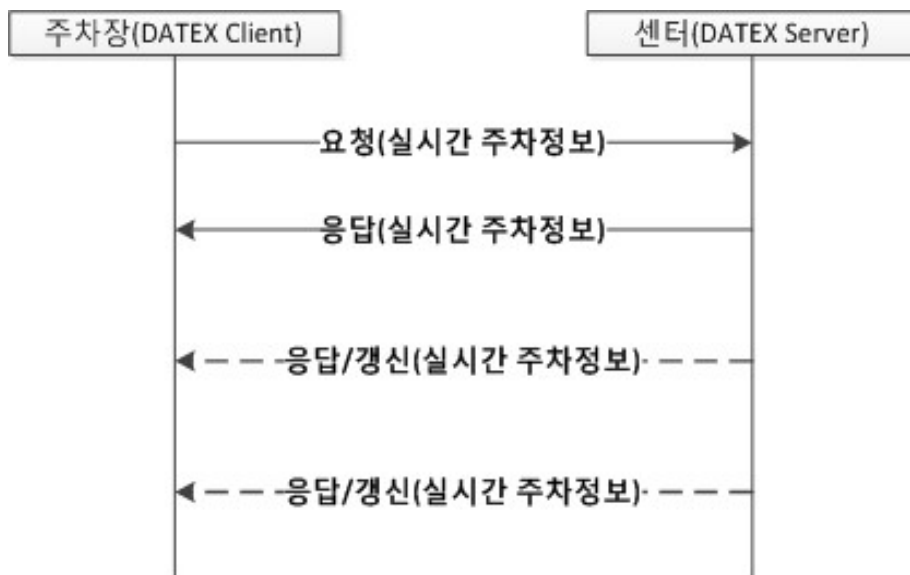 주차장(DATEX Client)
센터(DATEX Server)
요청(실시간 주차정보)
응답(실시간 주차정보)
응답/갱신(실시간 주차정보)
응답/갱신(실시간 주차정보)